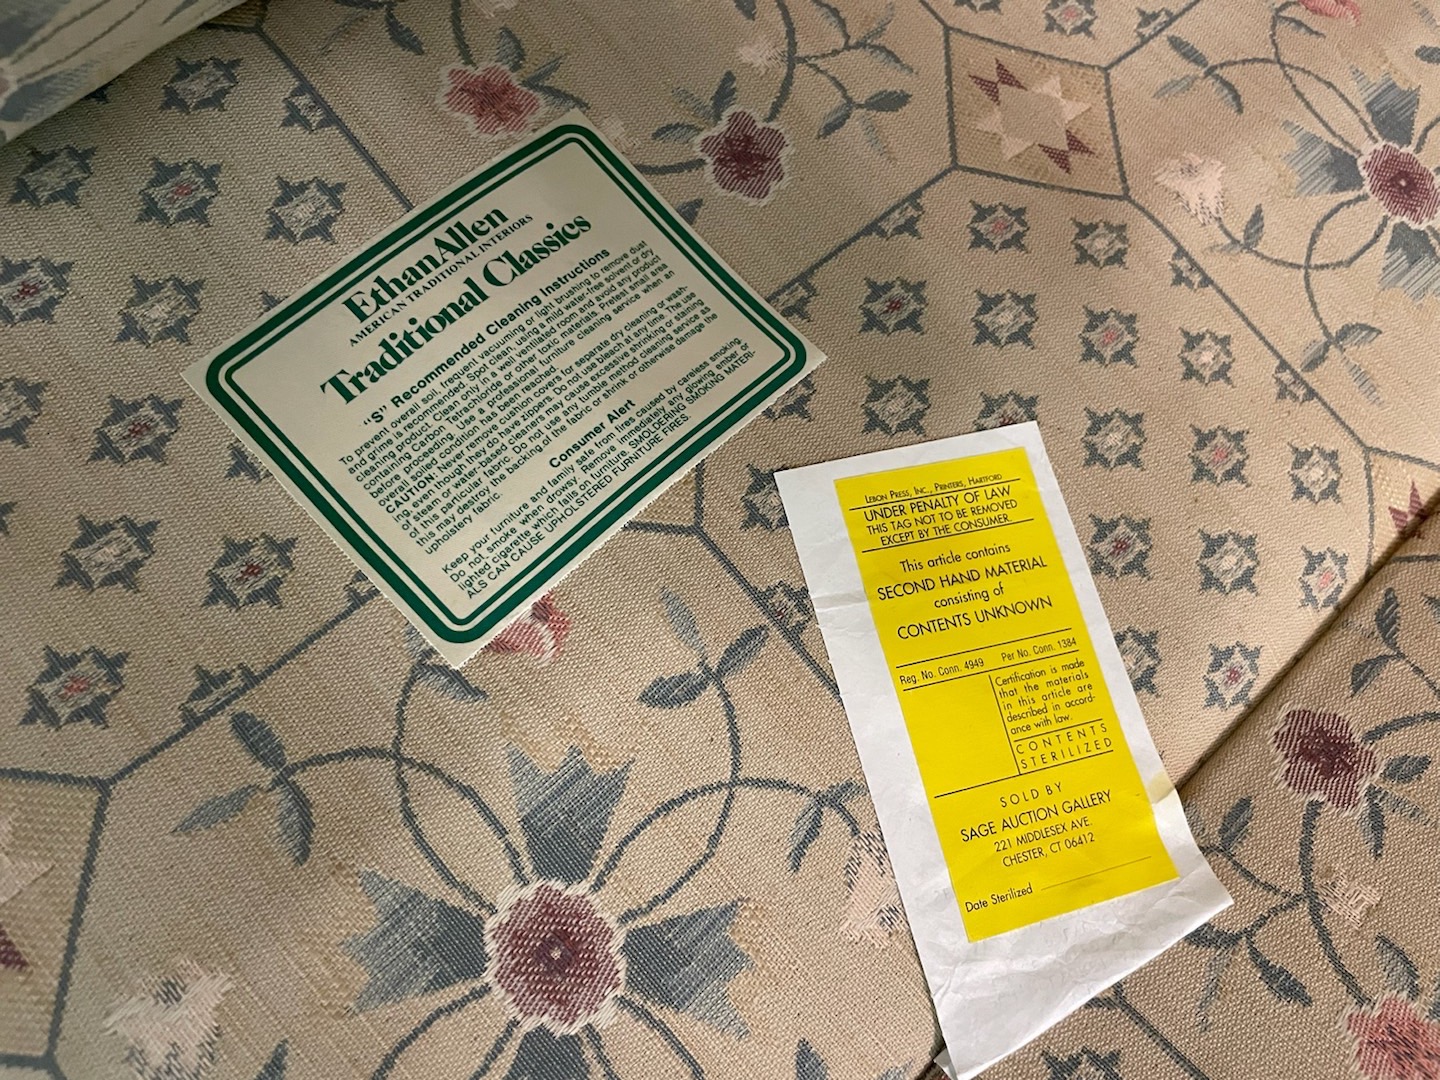 Ethan Allen
AMERICAN TRADITIONAL INTERIORS
Traditional Classics
"S" Recommended Cleaning Instructions
To prevent overall soil, frequent vacuuming or light brushing to remove dust
and grime is recommended. Spot clean, using a mild water-free solvent or dry
cleaning product. Clean only in a well ventilated room and avoid any product
containing Carbon Tetrachloride or other toxic materials. Pretest small area
before proceeding. Use a professional furniture cleaning service when an
overall soiled condition has been reached.
CAUTION: Never remove cushion covers for separate dry cleaning or wash-
ing, even though they do have zippers. Do not use bleach at any time. The use
of steam or water-based cleaners may cause excessive shrinking or staining
of this particular fabric. Do not use any tumble method cleaning service as
this may destroy the backing of the fabric or shrink or otherwise damage the
upholstery fabric.
Consumer Alert
Keep your furniture and family safe from fires caused by careless smoking.
Do not smoke when drowsy. Remove immediately any glowing ember or
lighted cigarette which falls on furniture. SMOLDERING SMOKING MATERI-
ALS CAN CAUSE UPHOLSTERED FURNITURE FIRES.
LEBON PRESS, INC., PRINTERS, HARTFORD
UNDER PENALTY OF LAW
THIS TAG NOT TO BE REMOVED
EXCEPT BY THE CONSUMER.
This article contains
SECOND HAND MATERIAL
consisting of
CONTENTS UNKNOWN
Reg. No. Conn. 4949 Per No. Conn. 1384
Certification is made
that the materials
in this article are
described in accord-
ance with law.
CONTENTS
STERILIZED
SOLD BY
SAGE AUCTION GALLERY
221 MIDDLESEX AVE.
CHESTER, CT 06412
Date Sterilized